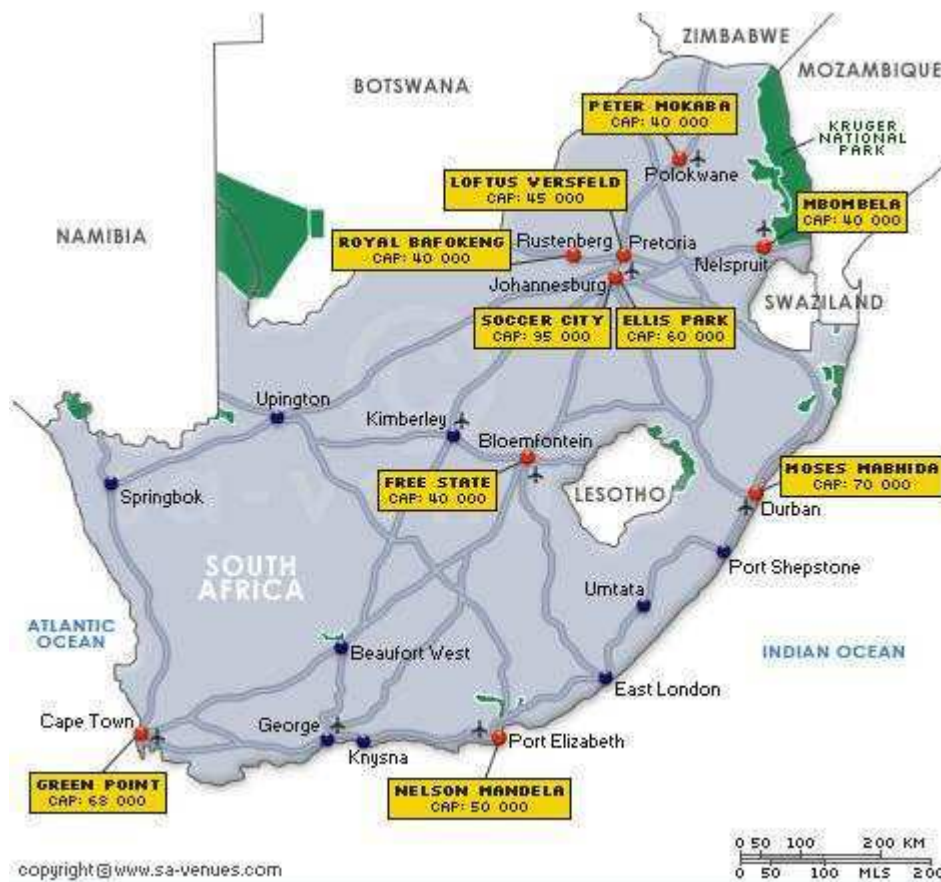 ZIMBABWE
MOZAMBIQUE
BOTSWANA
PETER MOKABA
CAP: 40 000
KRUGER
NATIONAL
PARK
Polokwane
LOFTUS VERSFELD
CAP: 45 000
MBOMBELA
CAP: 40 000
NAMIBIA
ROYAL BAFOKENG
CAP: 40 000
Rustenberg
Pretoria
Nelspruit
Johannesburg
SWAZILAND
SOCCER CITY
CAP: 95 000
ELLIS PARK
CAP: 60 000
Upington
Kimberley
Bloemfontein
FREE STATE
CAP: 40 000
LESOTHO
MOSES MABHIDA
CAP: 70 000
Durban
Springbok
SOUTH
AFRICA
Port Shepstone
Umtata
ATLANTIC
OCEAN
Beaufort West
INDIAN OCEAN
East London
Cape Town
George
Knysna
Port Elizabeth
GREEN POINT
CAP: 68 000
NELSON MANDELA
CAP: 50 000
0 50 100 200 KM
0 50 100 MLS 200
copyright@www.sa-venues.com